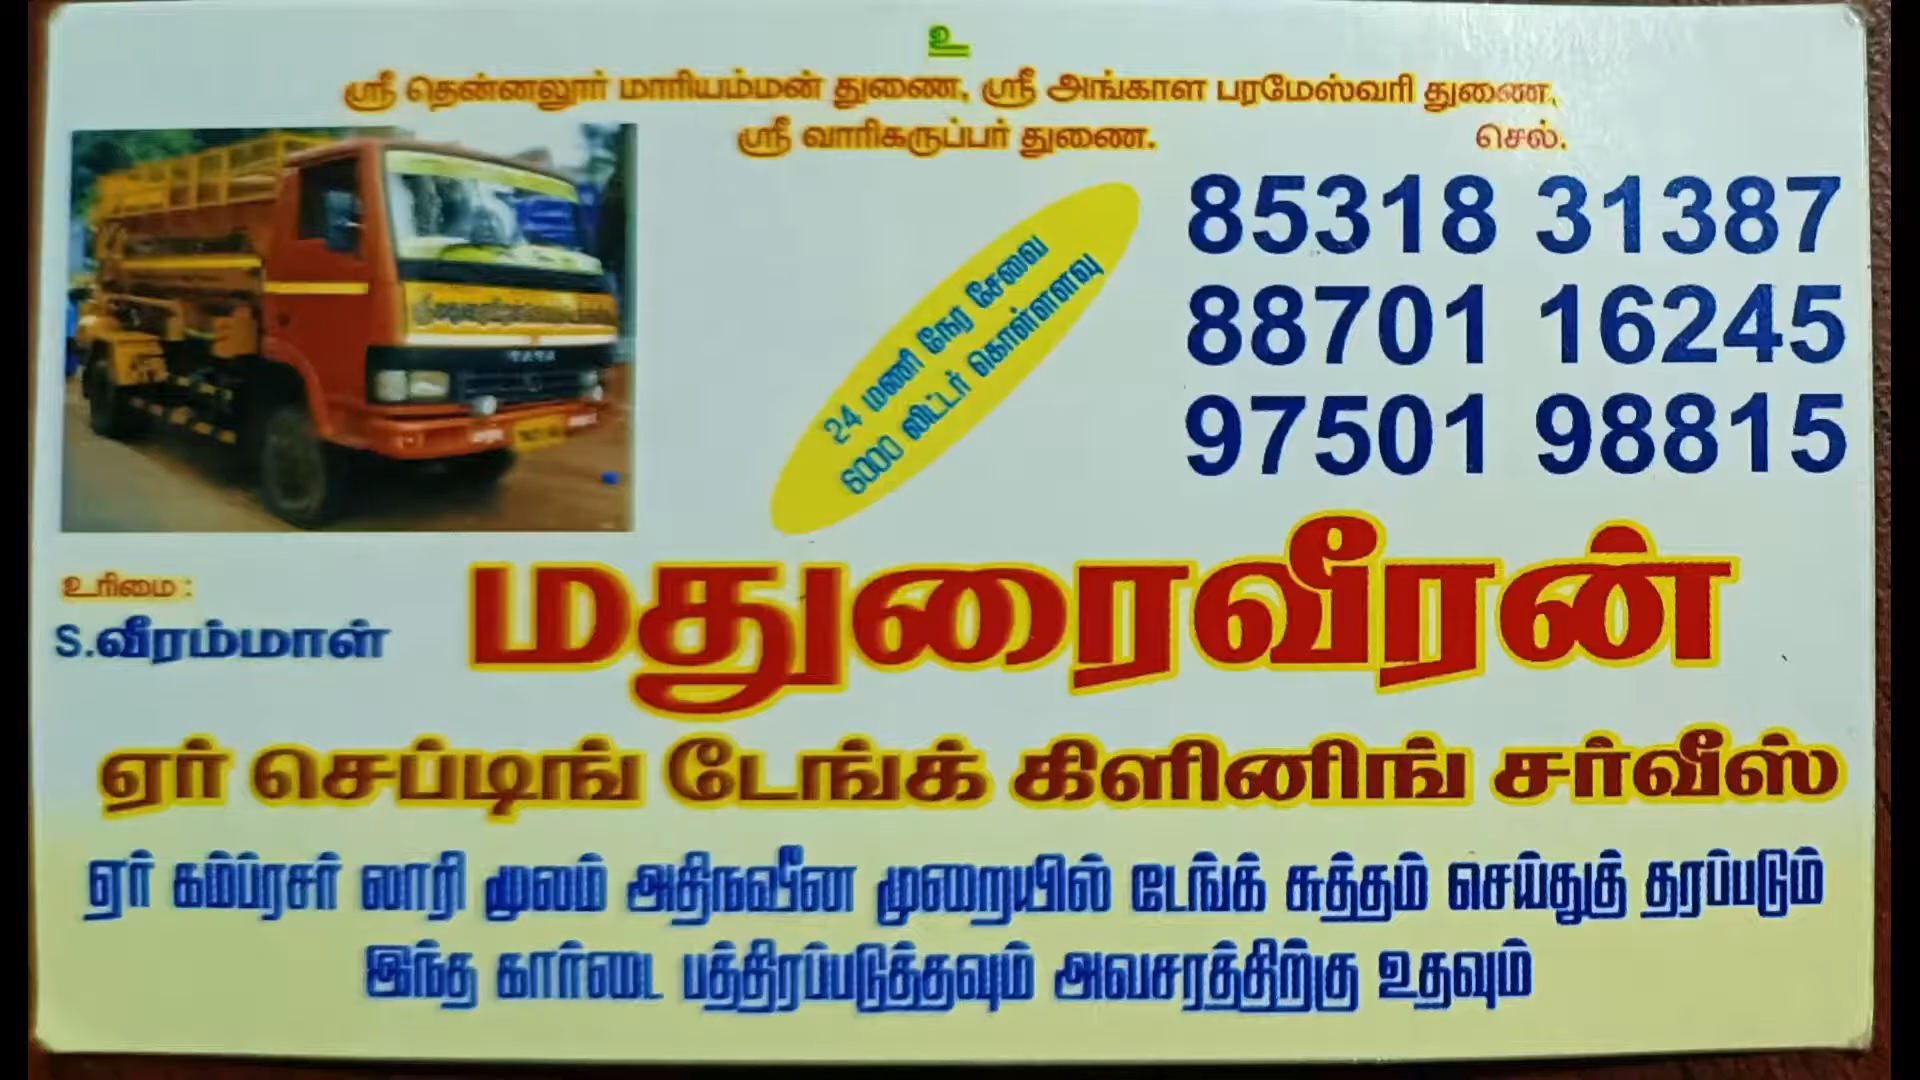 உ
ஸ்ரீ தென்னலூர் மாரியம்மன் துணை, ஸ்ரீ அங்காள பரமேஸ்வரி துணை,
ஸ்ரீ வாரிகருப்பர் துணை.
செல்.
85318 31387
88701 16245
97501 98815
24 மணி நேர சேவை
6000 லிட்டர் கொள்ளளவு
TATA
உரிமை :
S.வீரம்மாள்
மதுரைவீரன்
ஏர் செப்டிங் டேங்க் கிளினிங் சர்வீஸ்
ஏர் கம்ப்ரசர் லாரி மூலம் அதிநவீன முறையில் டேங்க் சுத்தம் செய்துத் தரப்படும்
இந்த கார்டை பத்திரப்படுத்தவும் அவசரத்திற்கு உதவும்